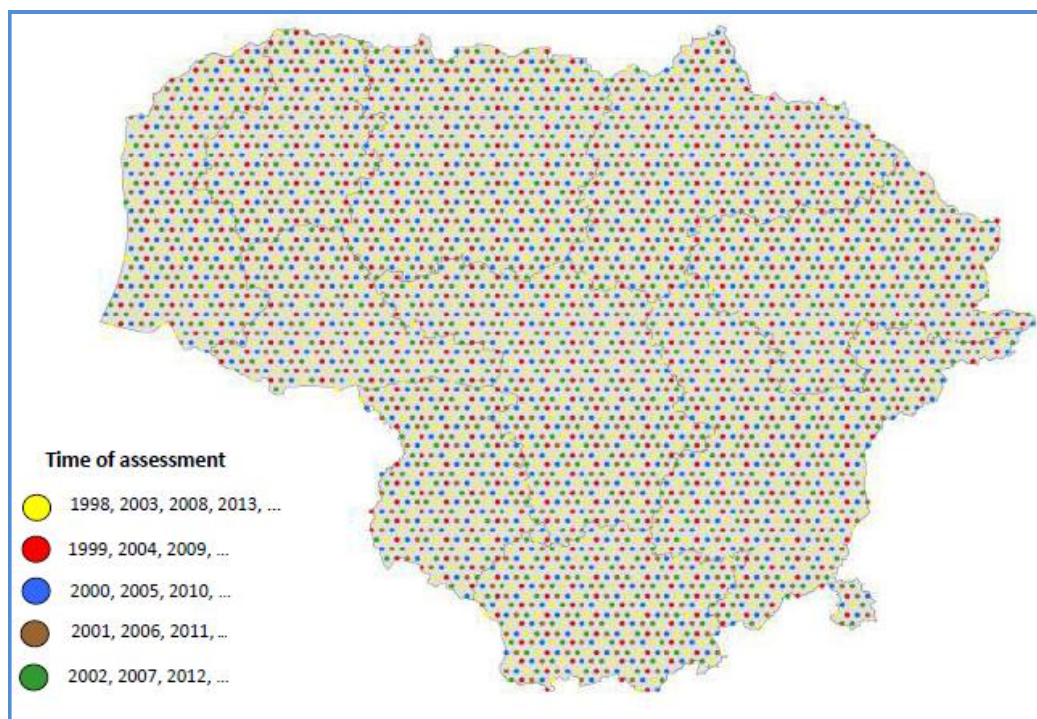 Time of assessment
1998, 2003, 2008, 2013, ...
1999, 2004, 2009, ...
2000, 2005, 2010, ...
2001, 2006, 2011, ...
2002, 2007, 2012, ...